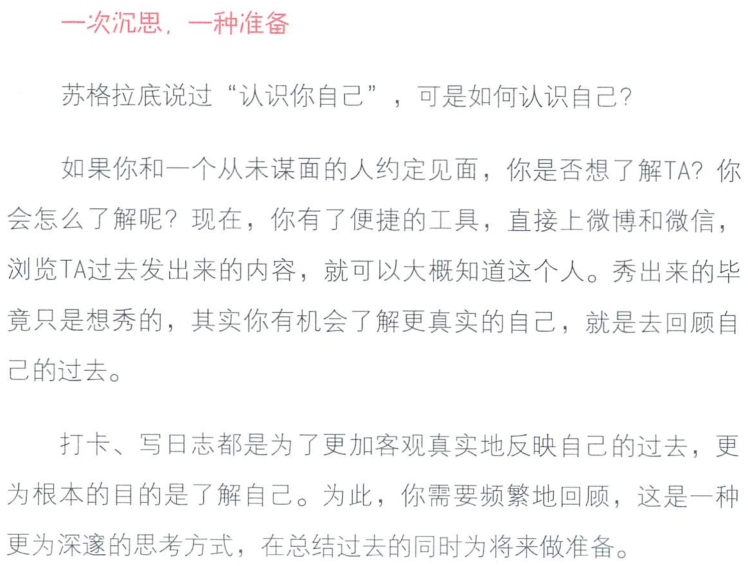 一次沉思，一种准备
苏格拉底说过“认识你自己”，可是如何认识自己？
如果你和一个从未谋面的人约定见面，你是否想了解TA？你
会怎么了解呢？现在，你有了便捷的工具，直接上微博和微信，
浏览TA过去发出来的内容，就可以大概知道这个人。秀出来的毕
竟只是想秀的，其实你有机会了解更真实的自己，就是去回顾自
己的过去。
打卡、写日志都是为了更加客观真实地反映自己的过去，更
为根本的目的是了解自己。为此，你需要频繁地回顾，这是一种
更为深邃的思考方式，在总结过去的同时为将来做准备。